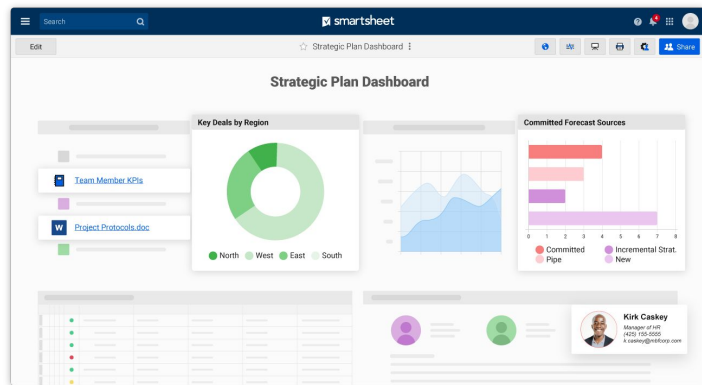 Search
smartsheet
4
Edit
Strategic Plan Dashboard
Share
Strategic Plan Dashboard
Key Deals by Region
Committed Forecast Sources
Team Member KPIs
W
Project Protocols.doc
North West East South
0 1 2 3 4 5 6 7 8
Committed Incremental Strat.
Pipe New
Kirk Caskey
Manager of HR
(425) 155-5555
k.caskey@mbfcorp.com